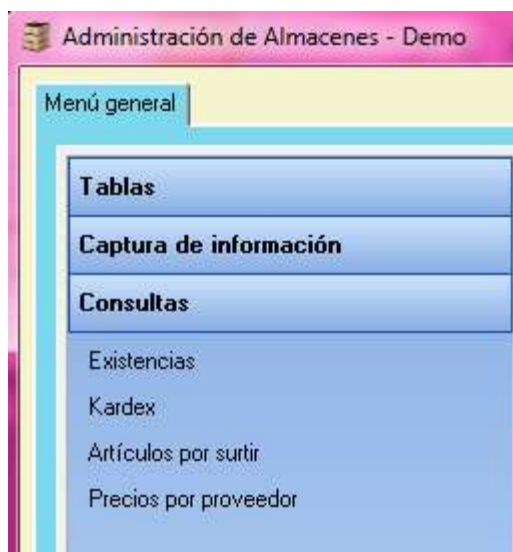 Administración de Almacenes - Demo
Menú general
Tablas
Captura de información
Consultas
Existencias
Kardex
Artículos por surtir
Precios por proveedor